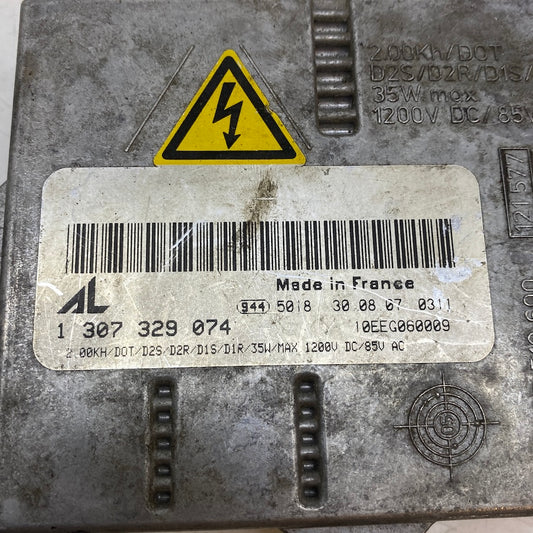 2.00Kh/DOT
D2S/D2R/D1S/
35W max
1200V DC/85V
121577
Made in France
AL
944 5018 30 08 07 0311
1 307 329 074
10EEG060009
2.00KH/DOT/D2S/D2R/D1S/D1R/35W/MAX 1200V DC/85V AC